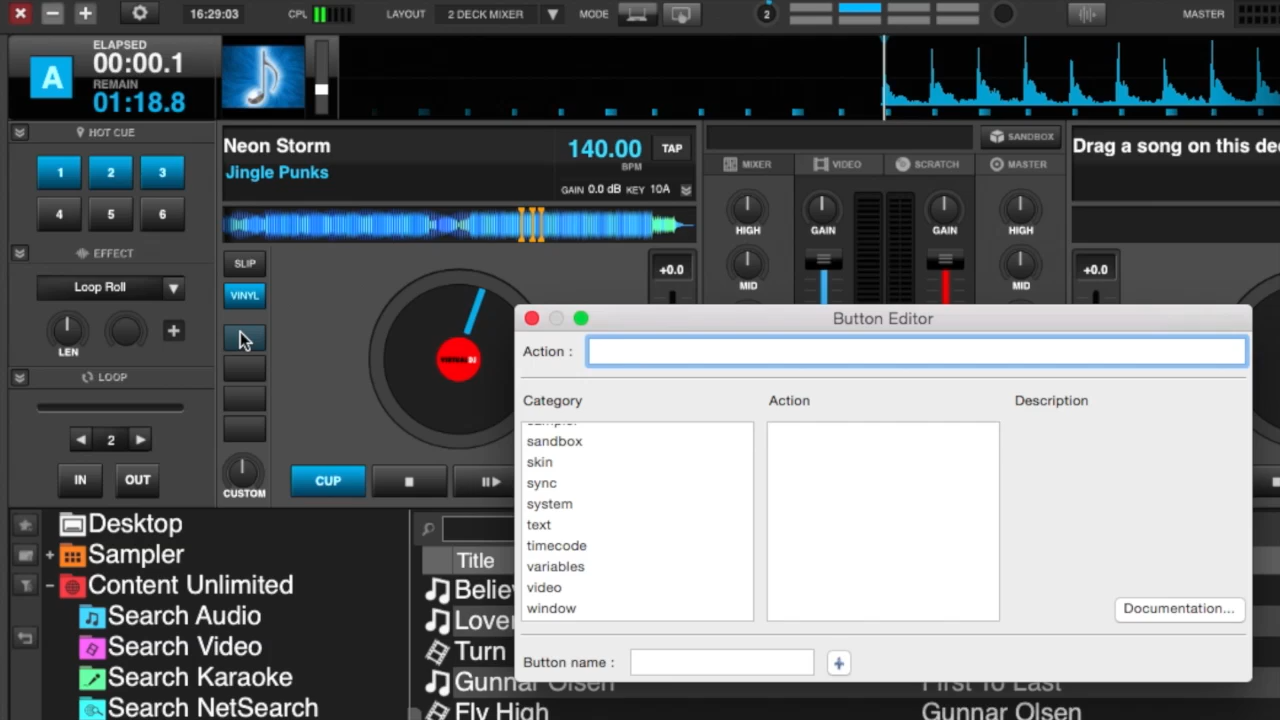 16:29:03 CPL LAYOUT 2 DECK MIXER MODE 2 MASTER
A
ELAPSED
00:00.1
REMAIN
01:18.8
HOT CUE
1 2 3
4 5 6
EFFECT
Loop Roll
LEN
LOOP
2
IN OUT
Neon Storm
Jingle Punks
140.00 TAP
BPM
GAIN 0.0 dB KEY 10A
SLIP
VINYL
+0.0
CUSTOM
CUP
SANDBOX
MIXER VIDEO SCRATCH MASTER
HIGH GAIN GAIN HIGH
MID MID
Drag a song on this de
+0.0
Button Editor
Action :
Category Action Description
sandbox
skin
sync
system
text
timecode
variables
video
window
Documentation...
Button name :
Desktop
Sampler
Content Unlimited
Search Audio
Search Video
Search Karaoke
Search NetSearch
Title
Believ
Lover
Turn
Gunnar Olsen First To Last
Fly High Gunnar Olsen